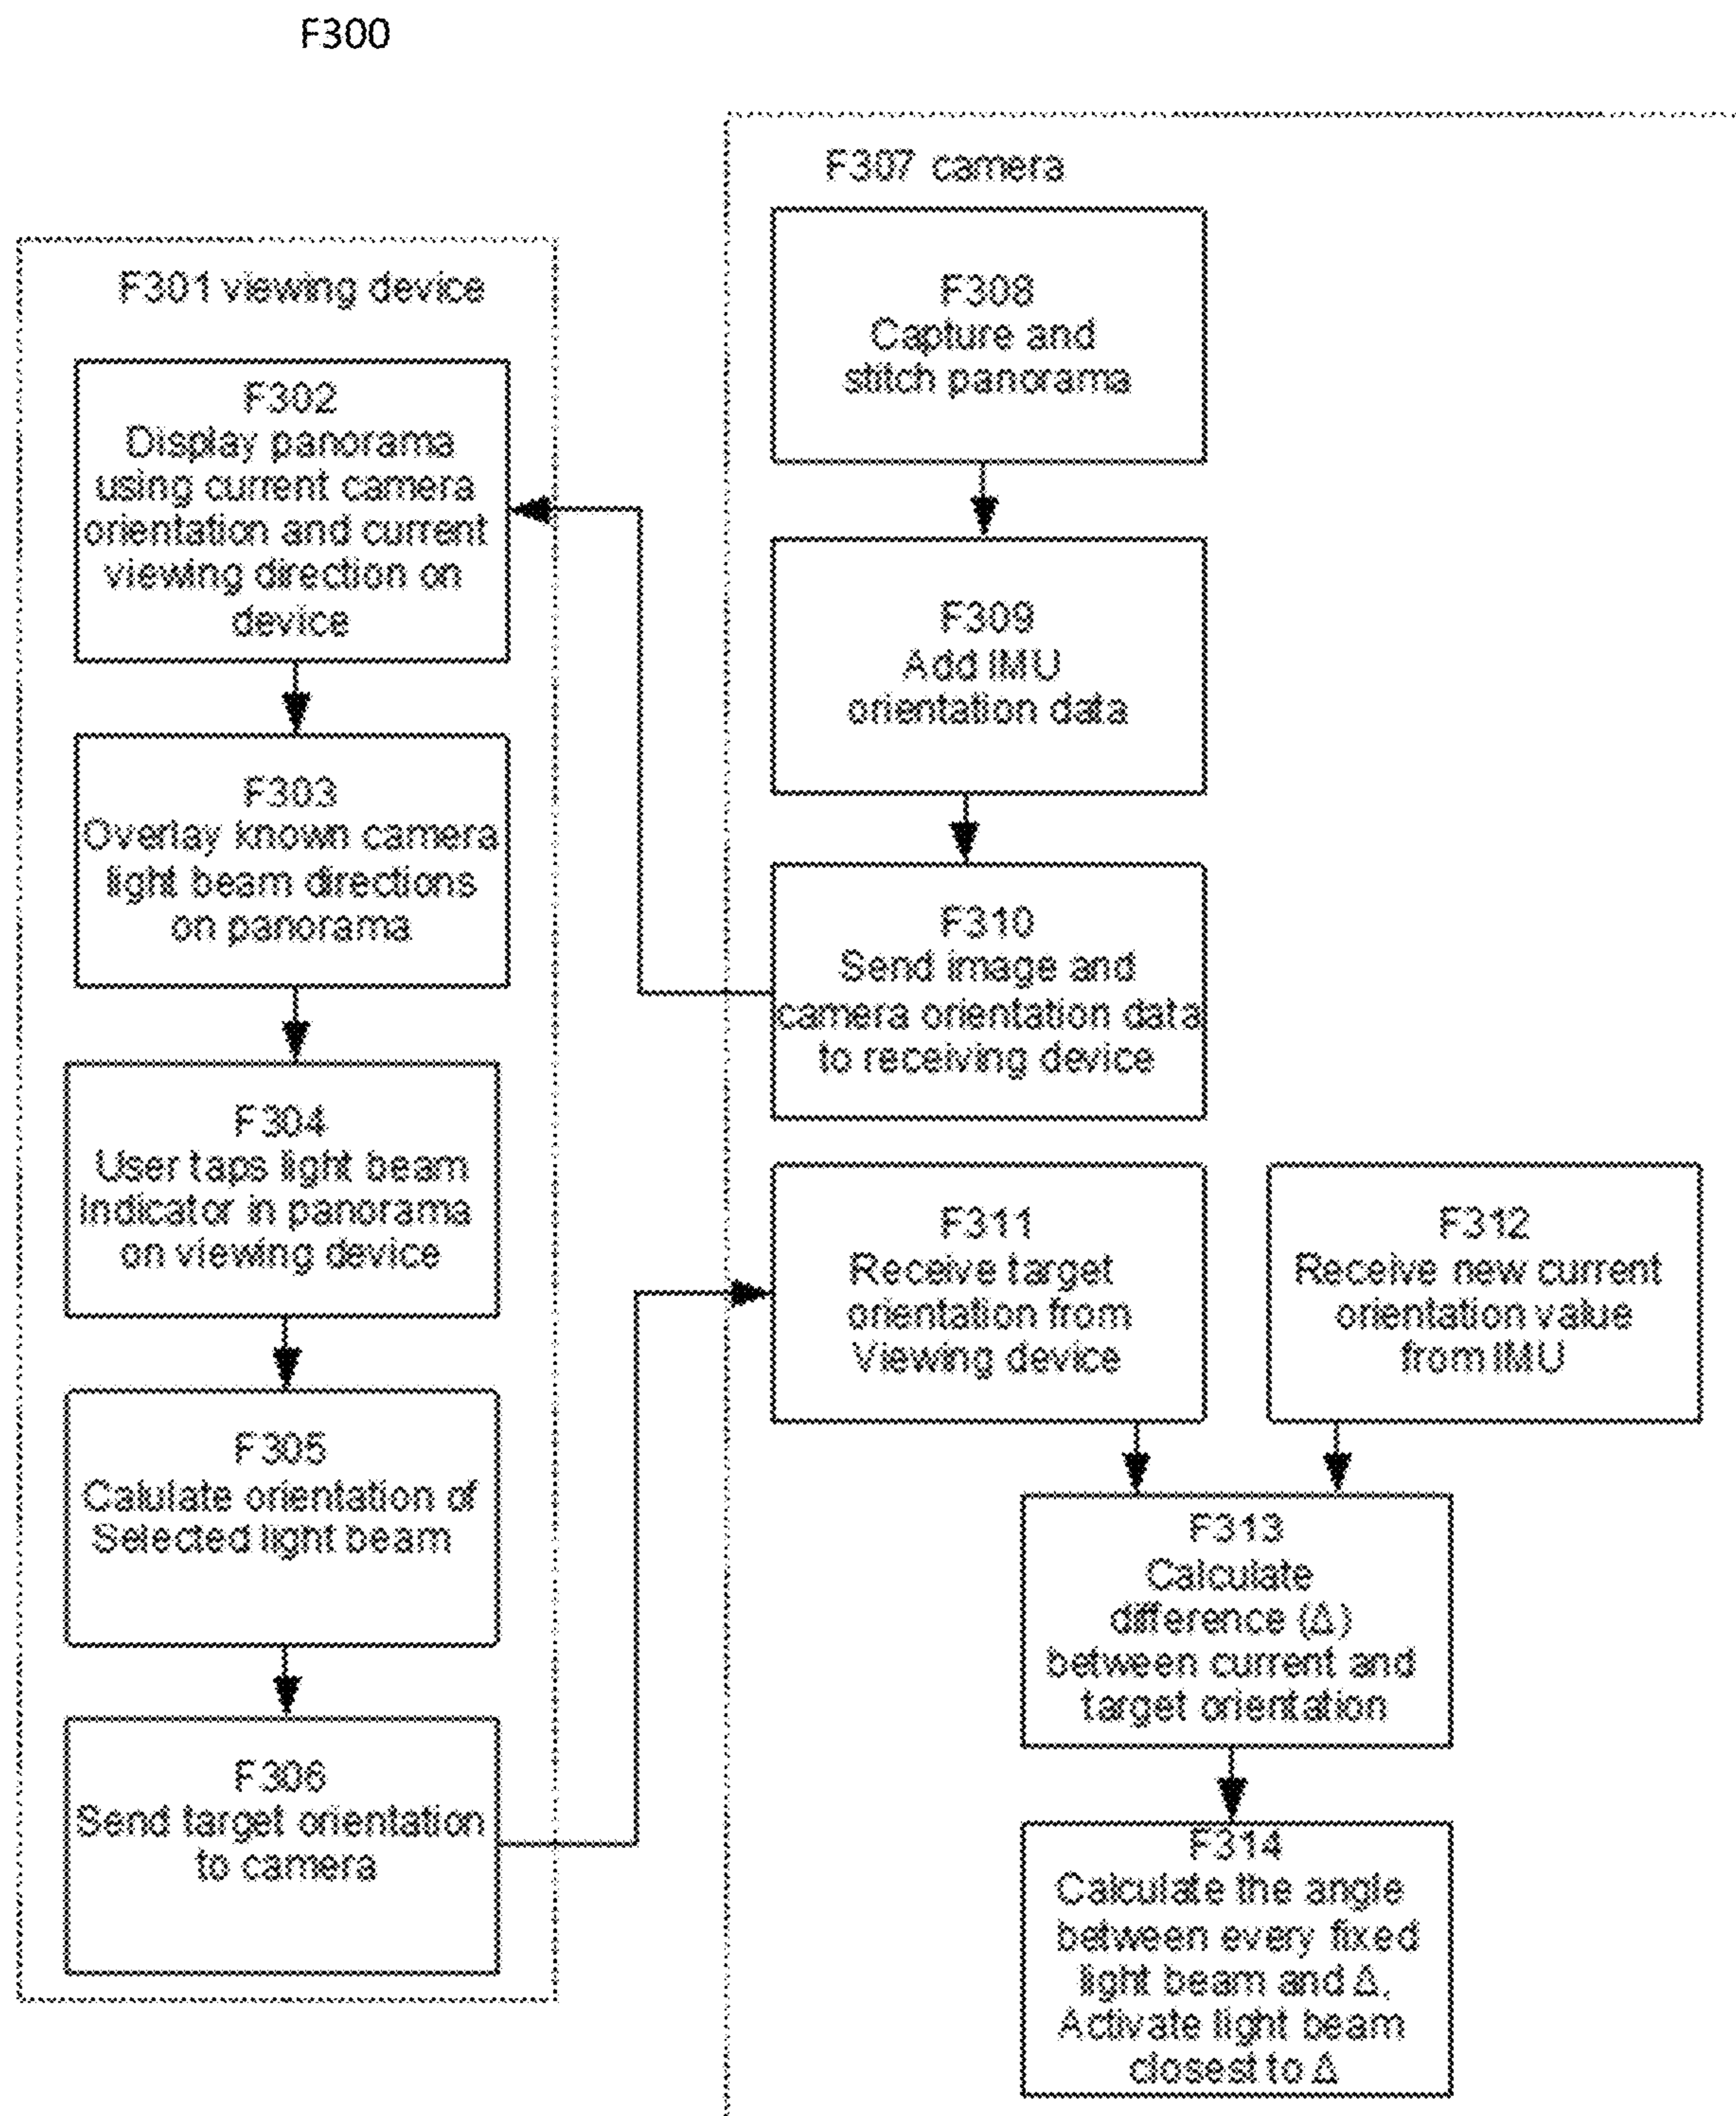 F300
F301 viewing device
F302
Display panorama
using current camera
orientation and current
viewing direction on
device
F303
Overlay known camera
light beam directions
on panorama
F304
User taps light beam
Indicator in panorama
on viewing device
F305
Calulate orientation of
Selected light beam
F306
Send target orientation
to camera
F307 camera
F308
Capture and
stitch panorama
F309
Add IMU
orientation data
F310
Send image and
camera orientation data
to receiving device
F311
Receive target
orientation from
Viewing device
F312
Receive new current
orientation value
from IMU
F313
Calculate
difference (Δ)
between current and
target orientation
F314
Calculate the angle
between every fixed
light beam and Δ,
Activate light beam
closest to Δ